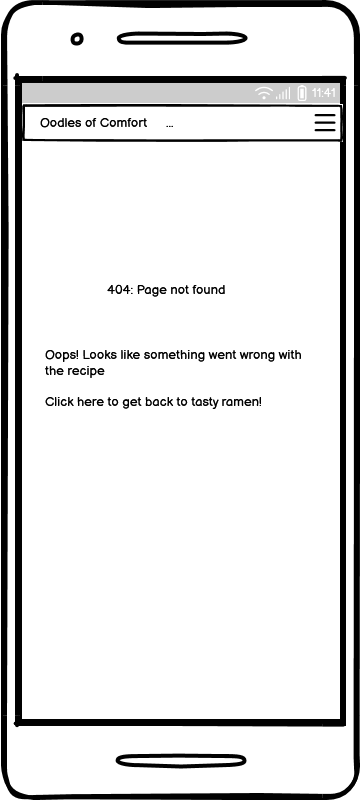 11:41
Oodles of Comfort ...
404: Page not found
Oops! Looks like something went wrong with
the recipe
Click here to get back to tasty ramen!